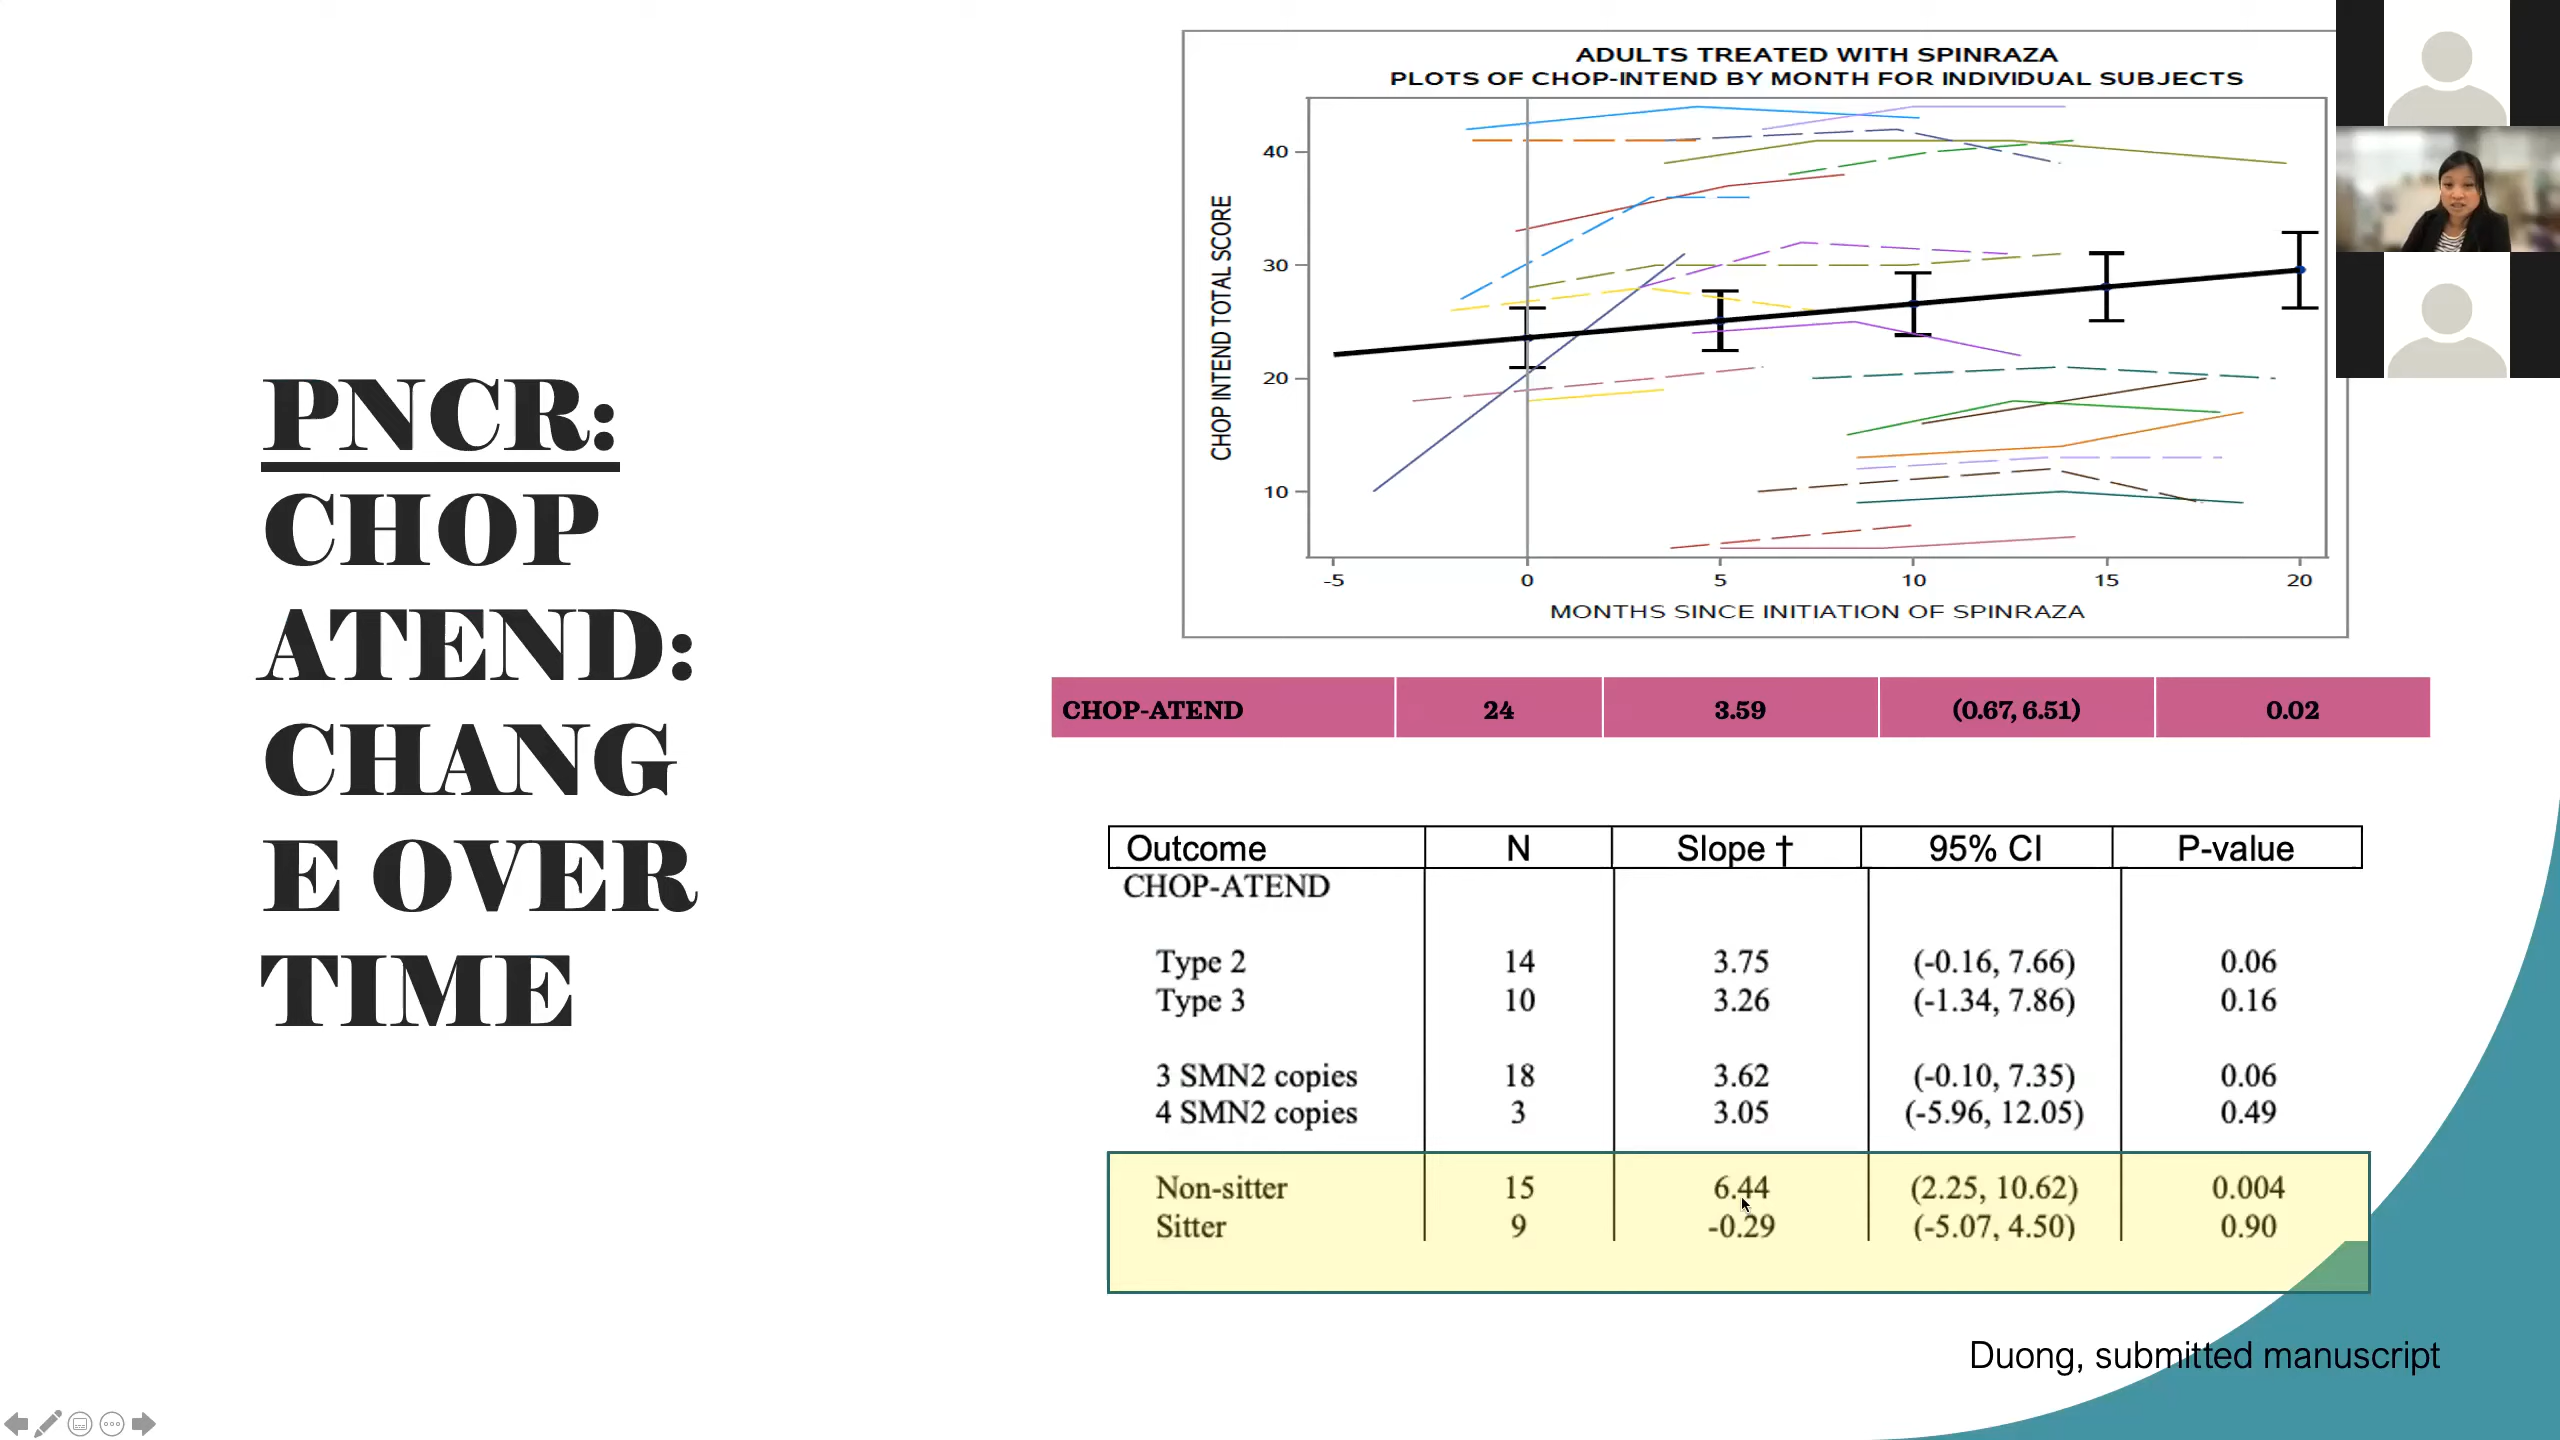 PNCR:
CHOP
ATEND:
CHANG
E OVER
TIME
ADULTS TREATED WITH SPINRAZA
PLOTS OF CHOP-INTEND BY MONTH FOR INDIVIDUAL SUBJECTS
CHOP INTEND TOTAL SCORE
40
30
20
10
-5 0 5 10 15 20
MONTHS SINCE INITIATION OF SPINRAZA
CHOP-ATEND 24 3.59 (0.67, 6.51) 0.02
Outcome N Slope † 95% CI P-value
CHOP-ATEND
Type 2 14 3.75 (-0.16, 7.66) 0.06
Type 3 10 3.26 (-1.34, 7.86) 0.16
3 SMN2 copies 18 3.62 (-0.10, 7.35) 0.06
4 SMN2 copies 3 3.05 (-5.96, 12.05) 0.49
Non-sitter 15 6.44 (2.25, 10.62) 0.004
Sitter 9 -0.29 (-5.07, 4.50) 0.90
Duong, submitted manuscript